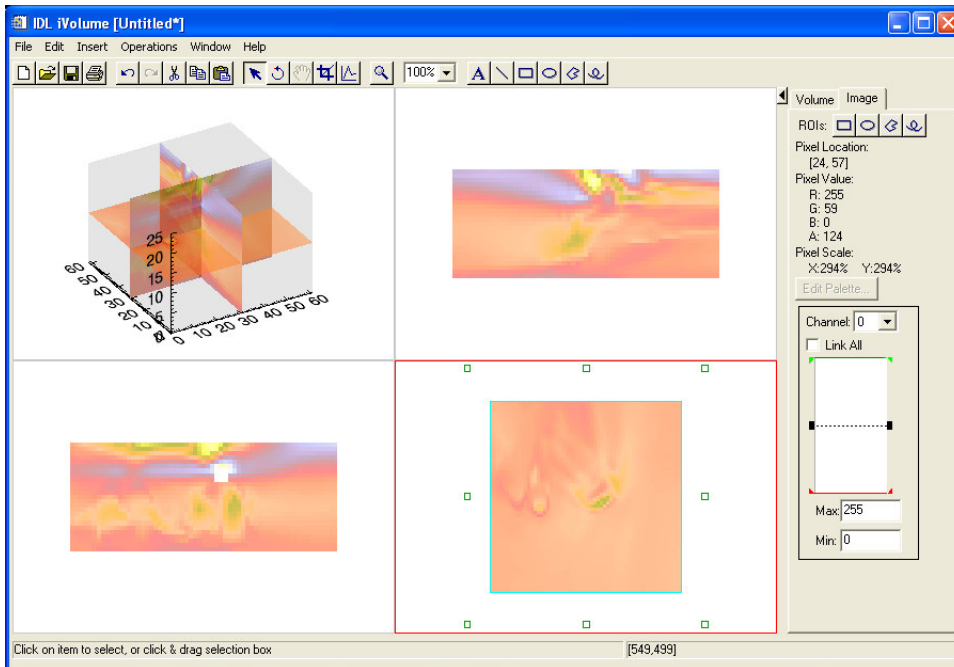 IDL iVolume [Untitled*]
File Edit Insert Operations Window Help
100%
A
Volume Image
ROIs:
Pixel Location:
[24, 57]
Pixel Value:
R: 255
G: 59
B: 0
A: 124
Pixel Scale:
X:294% Y:294%
Edit Palette...
Channel: 0
Link All
Max: 255
Min: 0
25
20
15
10
5
0
60 50 40 30 20 10 0
0 10 20 30 40 50 60
Click on item to select, or click & drag selection box
[549,499]